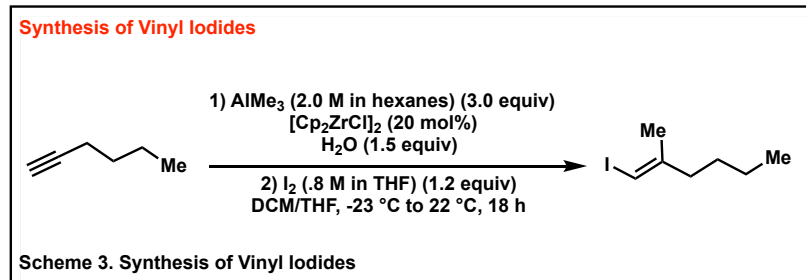 Synthesis of Vinyl Iodides
1) AlMe₃ (2.0 M in hexanes) (3.0 equiv)
[Cp₂ZrCl]₂ (20 mol%)
H₂O (1.5 equiv)
Me
Me
I
2) I₂ (.8 M in THF) (1.2 equiv)
DCM/THF, -23 °C to 22 °C, 18 h
Me
Scheme 3. Synthesis of Vinyl Iodides